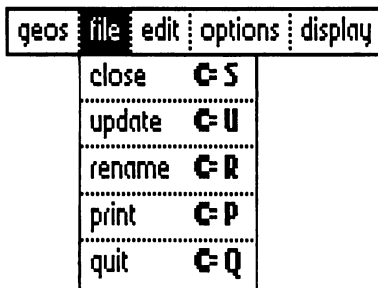 geos file edit options display
close C= S
update C= U
rename C= R
print C= P
quit C= Q